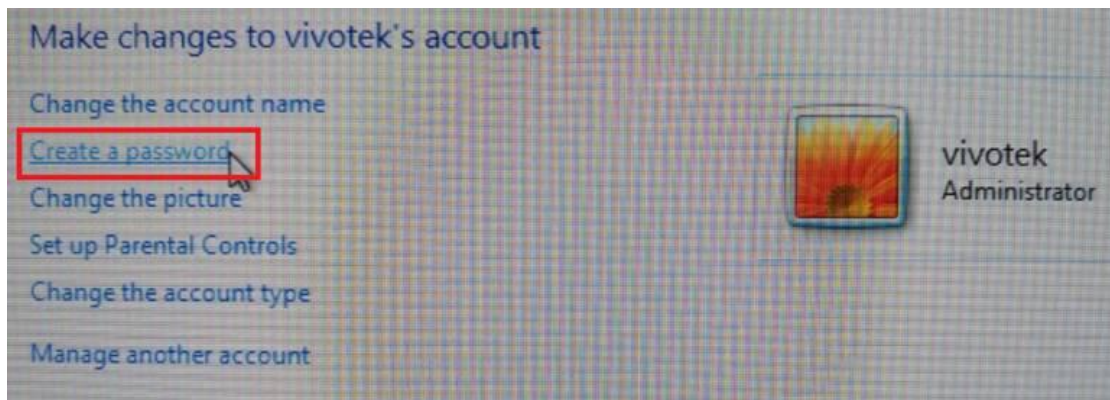 Make changes to vivotek's account
Change the account name
Create a password
Change the picture
Set up Parental Controls
Change the account type
Manage another account
vivotek
Administrator